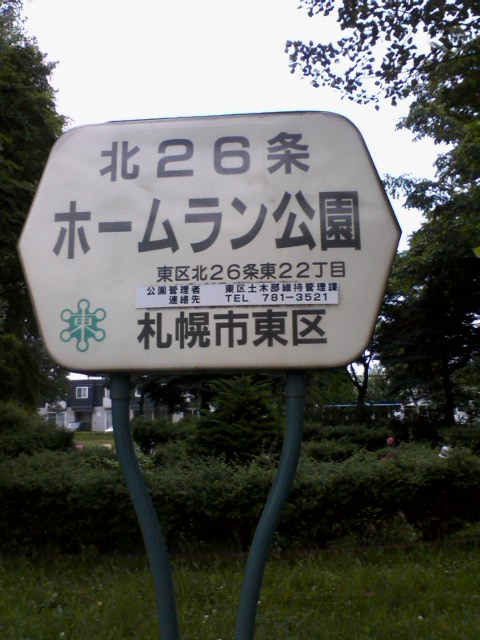 北26条
ホームラン公園
東区北26条東22丁目
公園管理者 東区土木部維持管理課
連絡先 TEL 781-3521
東 札幌市東区